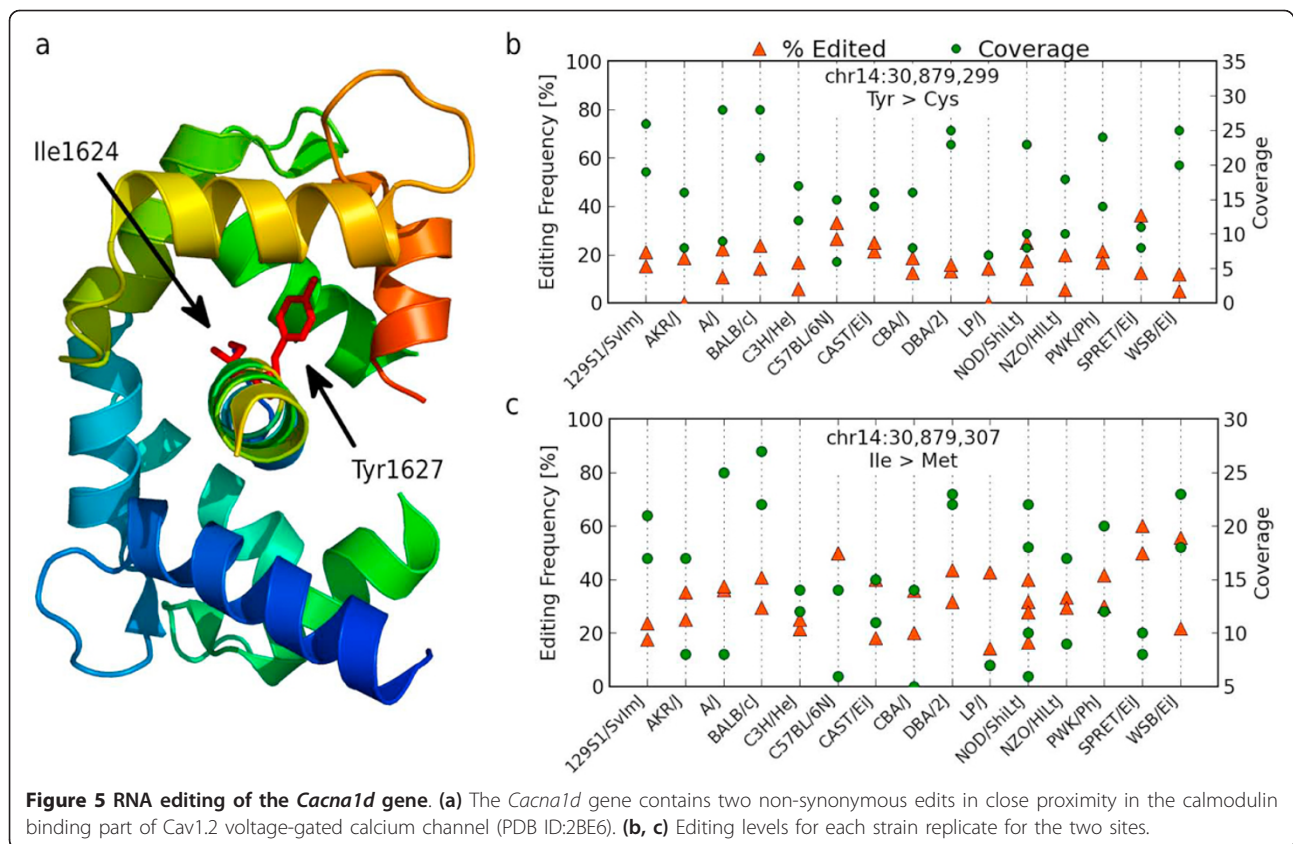 a
Ile1624
Tyr1627
b
% Edited Coverage
chr14:30,879,299
Tyr > Cys
Editing Frequency [%]
100
80
60
40
20
0
Coverage
35
30
25
20
15
10
5
0
129S1/SvImJ
AKR/J
A/J
BALB/cJ
C3H/HeJ
C57BL/6NJ
CAST/EiJ
CBA/J
DBA/2J
LP/J
NOD/ShiLtJ
NZO/HlLtJ
PWK/PhJ
SPRET/EiJ
WSB/EiJ
c
chr14:30,879,307
Ile > Met
Editing Frequency [%]
100
80
60
40
20
0
Coverage
30
25
20
15
10
5
129S1/SvImJ
AKR/J
A/J
BALB/cJ
C3H/HeJ
C57BL/6NJ
CAST/EiJ
CBA/J
DBA/2J
LP/J
NOD/ShiLtJ
NZO/HlLtJ
PWK/PhJ
SPRET/EiJ
WSB/EiJ
Figure 5 RNA editing of the Cacna1d gene. (a) The Cacna1d gene contains two non-synonymous edits in close proximity in the calmodulin
binding part of Cav1.2 voltage-gated calcium channel (PDB ID:2BE6). (b, c) Editing levels for each strain replicate for the two sites.